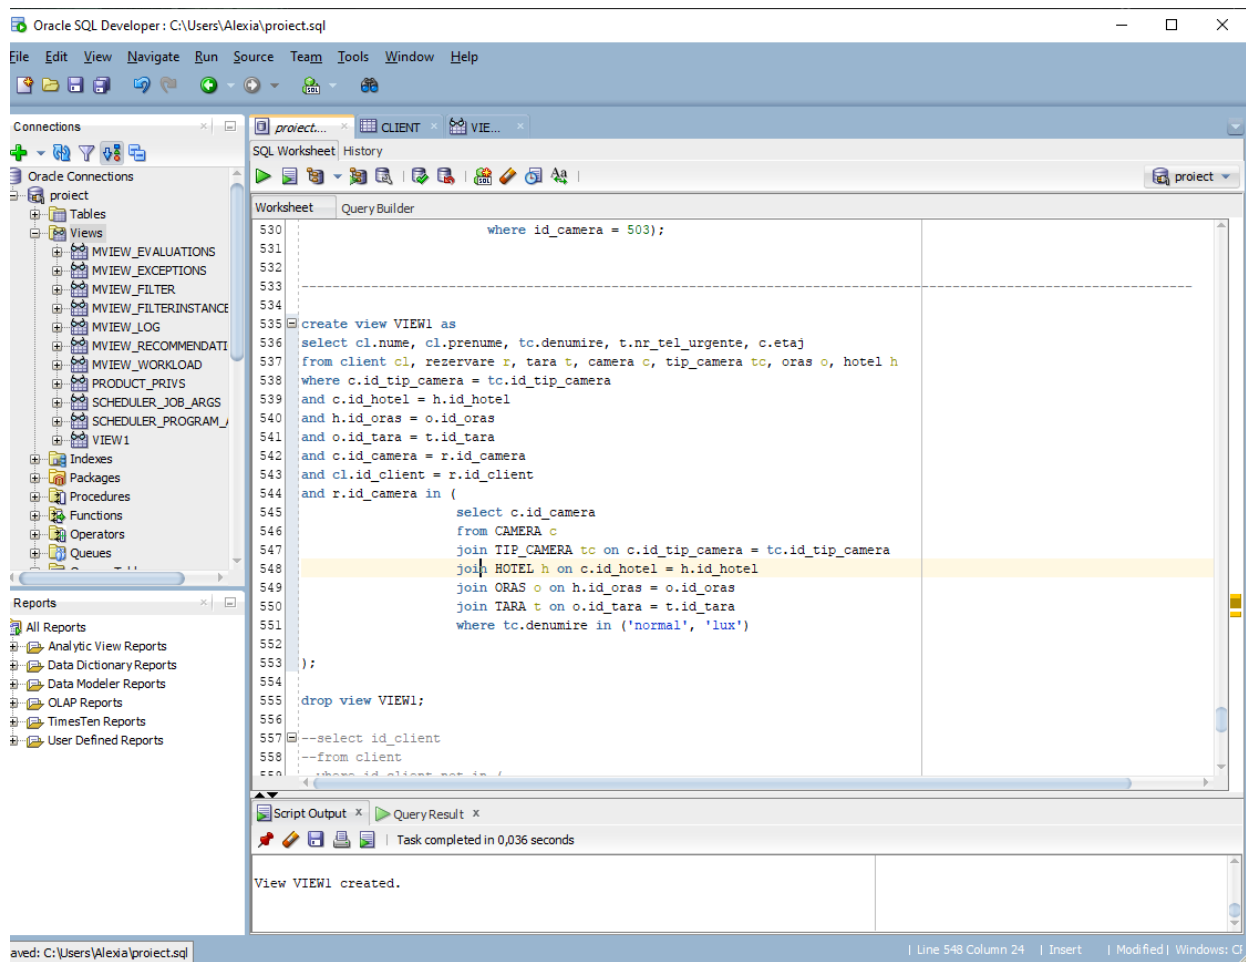 Oracle SQL Developer : C:\Users\Alexia\proiect.sql
File Edit View Navigate Run Source Team Tools Window Help
Connections
Oracle Connections
proiect
Tables
Views
MVIEW_EVALUATIONS
MVIEW_EXCEPTIONS
MVIEW_FILTER
MVIEW_FILTERINSTANCE
MVIEW_LOG
MVIEW_RECOMMENDATI
MVIEW_WORKLOAD
PRODUCT_PRIVS
SCHEDULER_JOB_ARGS
SCHEDULER_PROGRAM_
VIEW1
Indexes
Packages
Procedures
Functions
Operators
Queues
Reports
All Reports
Analytic View Reports
Data Dictionary Reports
Data Modeler Reports
OLAP Reports
TimesTen Reports
User Defined Reports
proiect.... CLIENT VIE...
SQL Worksheet History
proiect
Worksheet Query Builder
530 where id_camera = 503);
531
532
533 --------------------------------------------------------------------------------
534
535 create view VIEW1 as
536 select cl.nume, cl.prenume, tc.denumire, t.nr_tel_urgente, c.etaj
537 from client cl, rezervare r, tara t, camera c, tip_camera tc, oras o, hotel h
538 where c.id_tip_camera = tc.id_tip_camera
539 and c.id_hotel = h.id_hotel
540 and h.id_oras = o.id_oras
541 and o.id_tara = t.id_tara
542 and c.id_camera = r.id_camera
543 and cl.id_client = r.id_client
544 and r.id_camera in (
545 select c.id_camera
546 from CAMERA c
547 join TIP_CAMERA tc on c.id_tip_camera = tc.id_tip_camera
548 join HOTEL h on c.id_hotel = h.id_hotel
549 join ORAS o on h.id_oras = o.id_oras
550 join TARA t on o.id_tara = t.id_tara
551 where tc.denumire in ('normal', 'lux')
552
553 );
554
555 drop view VIEW1;
556
557 --select id_client
558 --from client
559 --where id_client not in (
Script Output Query Result
Task completed in 0,036 seconds
View VIEW1 created.
aved: C:\Users\Alexia\proiect.sql
| Line 548 Column 24 | Insert | Modified | Windows: CF